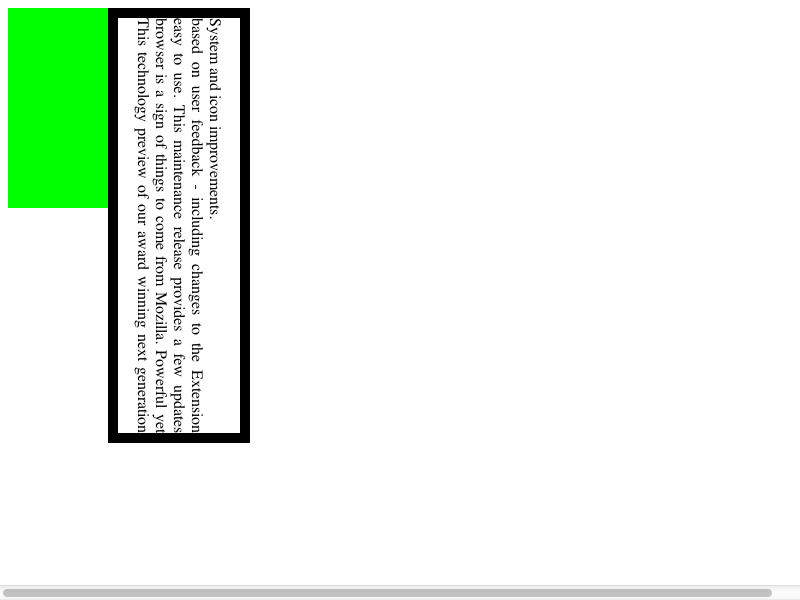 This technology preview of our award winning next generation
browser is a sign of things to come from Mozilla. Powerful yet
easy to use. This maintenance release provides a few updates
based on user feedback - including changes to the Extension
System and icon improvements.